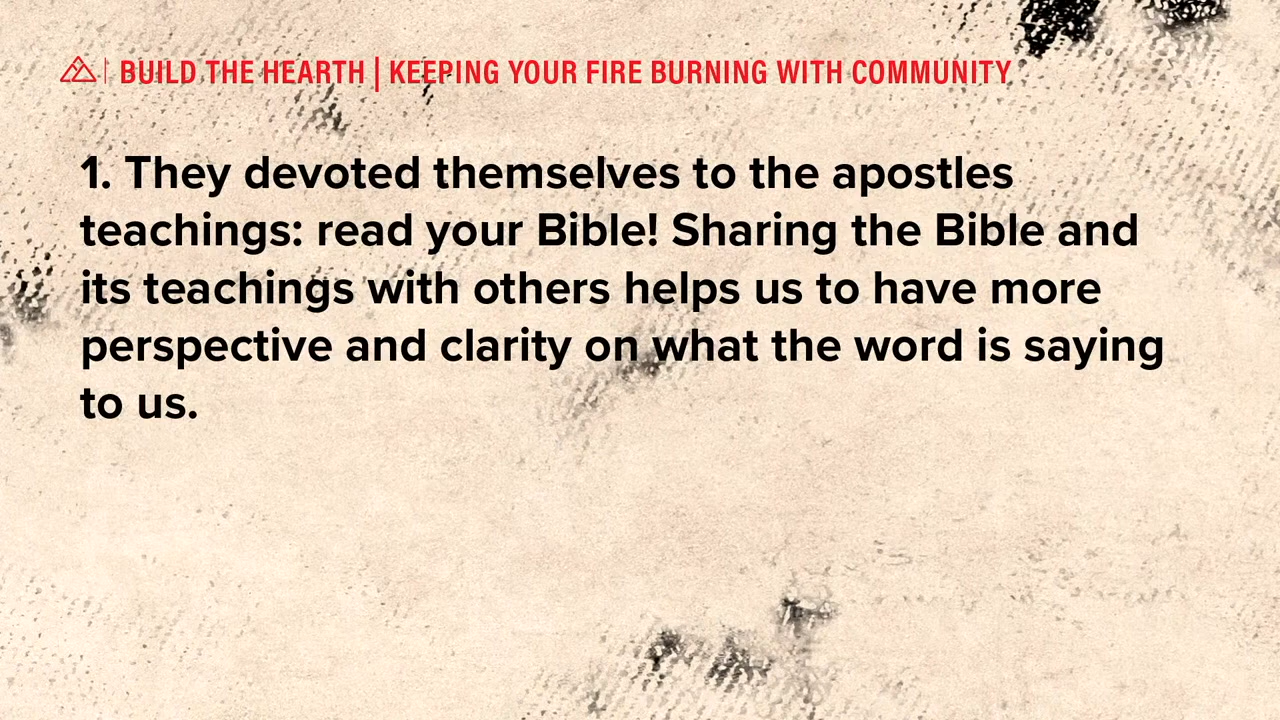 BUILD THE HEARTH | KEEPING YOUR FIRE BURNING WITH COMMUNITY
1. They devoted themselves to the apostles
teachings: read your Bible! Sharing the Bible and
its teachings with others helps us to have more
perspective and clarity on what the word is saying
to us.